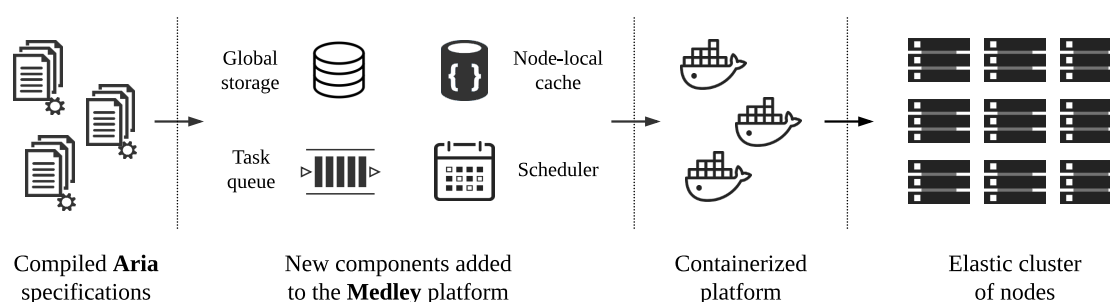 Global
storage
Node-local
cache
{ }
Task
queue
Scheduler
Compiled Aria
specifications
New components added
to the Medley platform
Containerized
platform
Elastic cluster
of nodes